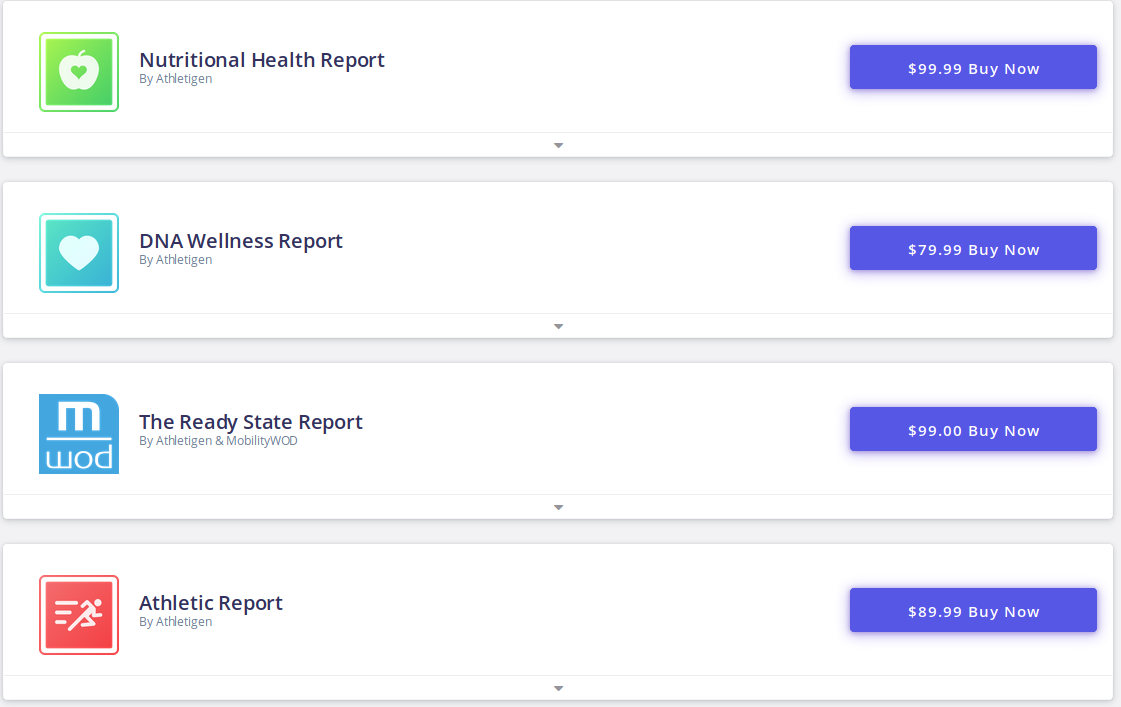 Nutritional Health Report
By Athletigen
$99.99 Buy Now
DNA Wellness Report
By Athletigen
$79.99 Buy Now
m
wod
The Ready State Report
By Athletigen & MobilityWOD
$99.00 Buy Now
Athletic Report
By Athletigen
$89.99 Buy Now